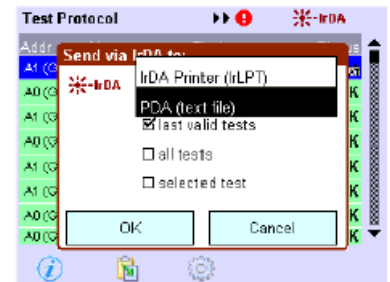 Test Protocol
IrDA
Addr
Send via IrDA to:
IrDA
IrDA Printer (IrLPT)
PDA (text file)
last valid tests
all tests
selected test
OK
Cancel
A1 (G
A0 (G
A1 (G
A0 (G
A1 (G
A1 (G
A0 (G
A0 (G
K
K
K
K
K
K
K